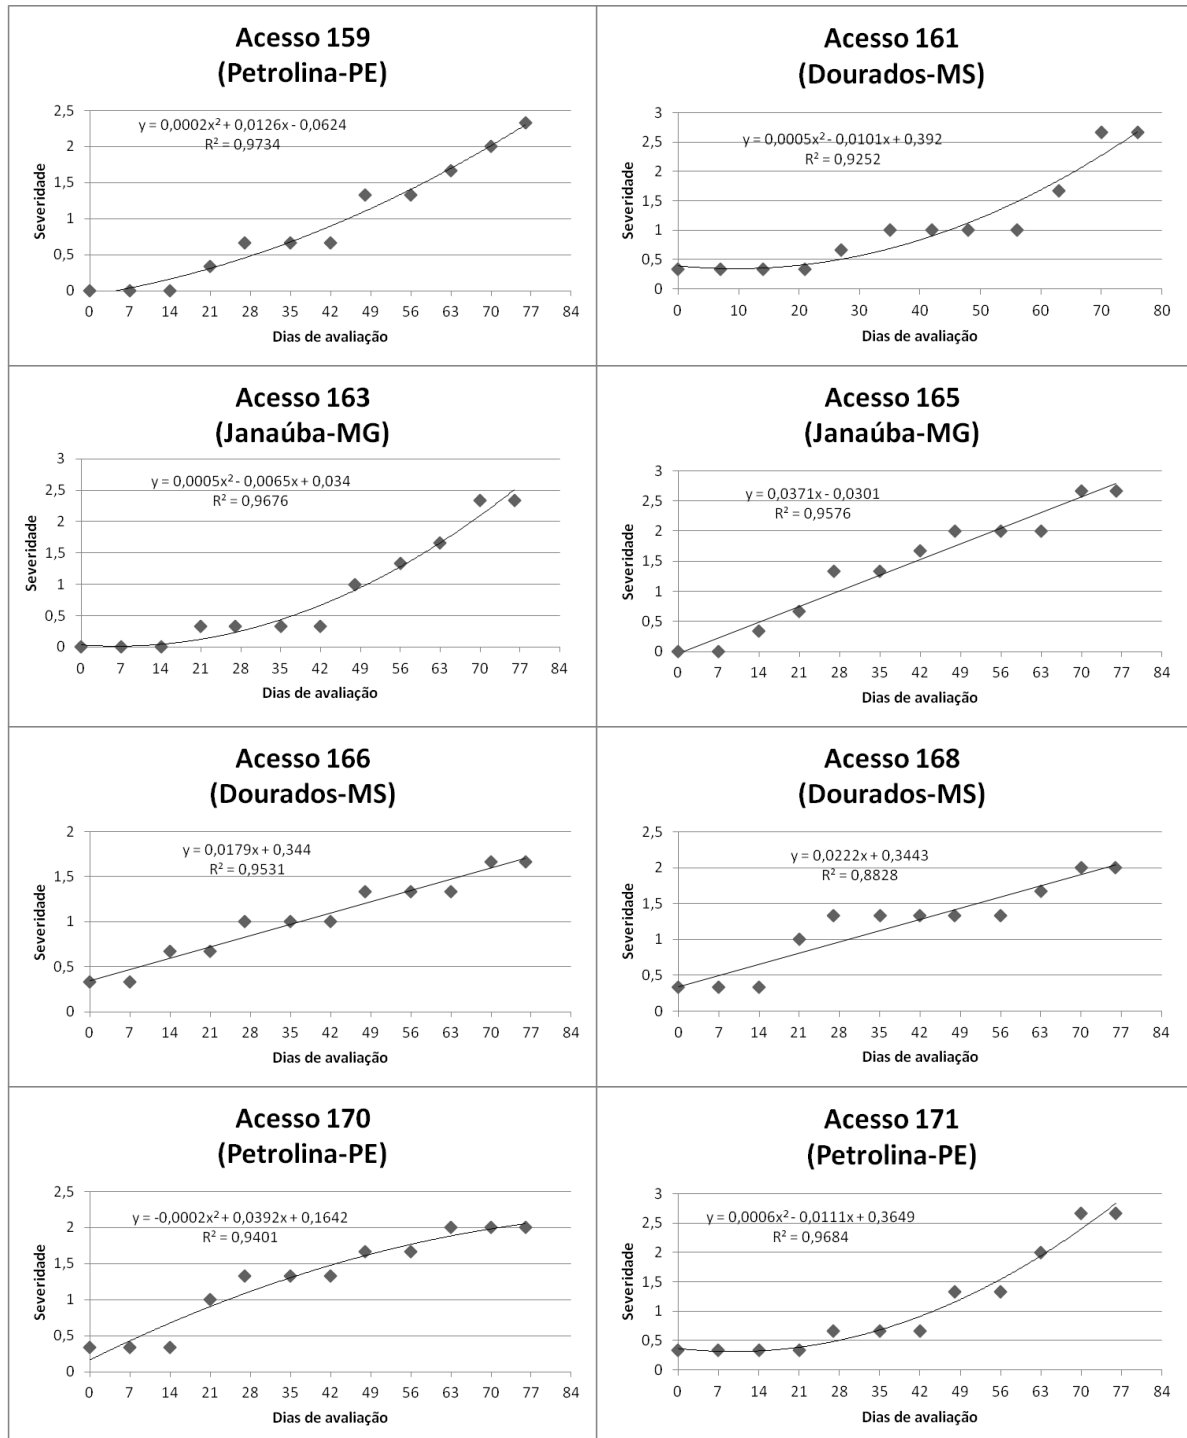 Acesso 159
(Petrolina-PE)
2,5
2
1,5
1
0,5
0
Severidade
y = 0,0002x² + 0,0126x - 0,0624
R² = 0,9734
0 7 14 21 28 35 42 49 56 63 70 77 84
Dias de avaliação
Acesso 161
(Dourados-MS)
3
2,5
2
1,5
1
0,5
0
Severidade
y = 0,0005x² - 0,0101x + 0,392
R² = 0,9252
0 10 20 30 40 50 60 70 80
Dias de avaliação
Acesso 163
(Janaúba-MG)
3
2,5
2
1,5
1
0,5
0
Severidade
y = 0,0005x² - 0,0065x + 0,034
R² = 0,9676
0 7 14 21 28 35 42 49 56 63 70 77 84
Dias de avaliação
Acesso 165
(Janaúba-MG)
3
2,5
2
1,5
1
0,5
0
Severidade
y = 0,0371x - 0,0301
R² = 0,9576
0 7 14 21 28 35 42 49 56 63 70 77 84
Dias de avaliação
Acesso 166
(Dourados-MS)
2
1,5
1
0,5
0
Severidade
y = 0,0179x + 0,344
R² = 0,9531
0 7 14 21 28 35 42 49 56 63 70 77 84
Dias de avaliação
Acesso 168
(Dourados-MS)
2,5
2
1,5
1
0,5
0
Severidade
y = 0,0222x + 0,3443
R² = 0,8828
0 7 14 21 28 35 42 49 56 63 70 77 84
Dias de avaliação
Acesso 170
(Petrolina-PE)
2,5
2
1,5
1
0,5
0
Severidade
y = -0,0002x² + 0,0392x + 0,1642
R² = 0,9401
0 7 14 21 28 35 42 49 56 63 70 77 84
Dias de avaliação
Acesso 171
(Petrolina-PE)
3
2,5
2
1,5
1
0,5
0
Severidade
y = 0,0006x² - 0,0111x + 0,3649
R² = 0,9684
0 7 14 21 28 35 42 49 56 63 70 77 84
Dias de avaliação